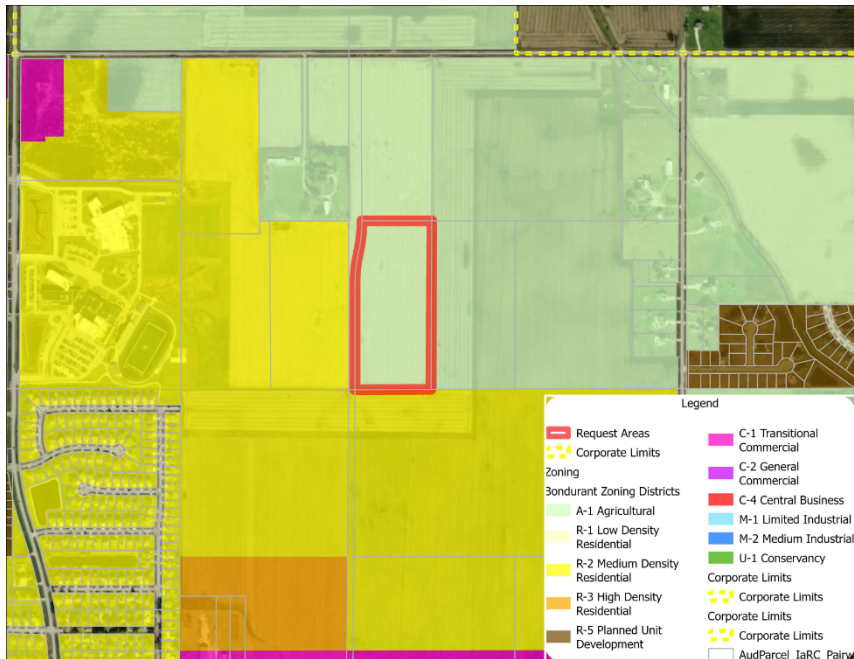 Legend
Request Areas
Corporate Limits
Zoning
Bondurant Zoning Districts
A-1 Agricultural
R-1 Low Density
Residential
R-2 Medium Density
Residential
R-3 High Density
Residential
R-5 Planned Unit
Development
C-1 Transitional
Commercial
C-2 General
Commercial
C-4 Central Business
M-1 Limited Industrial
M-2 Medium Industrial
U-1 Conservancy
Corporate Limits
Corporate Limits
Corporate Limits
Corporate Limits